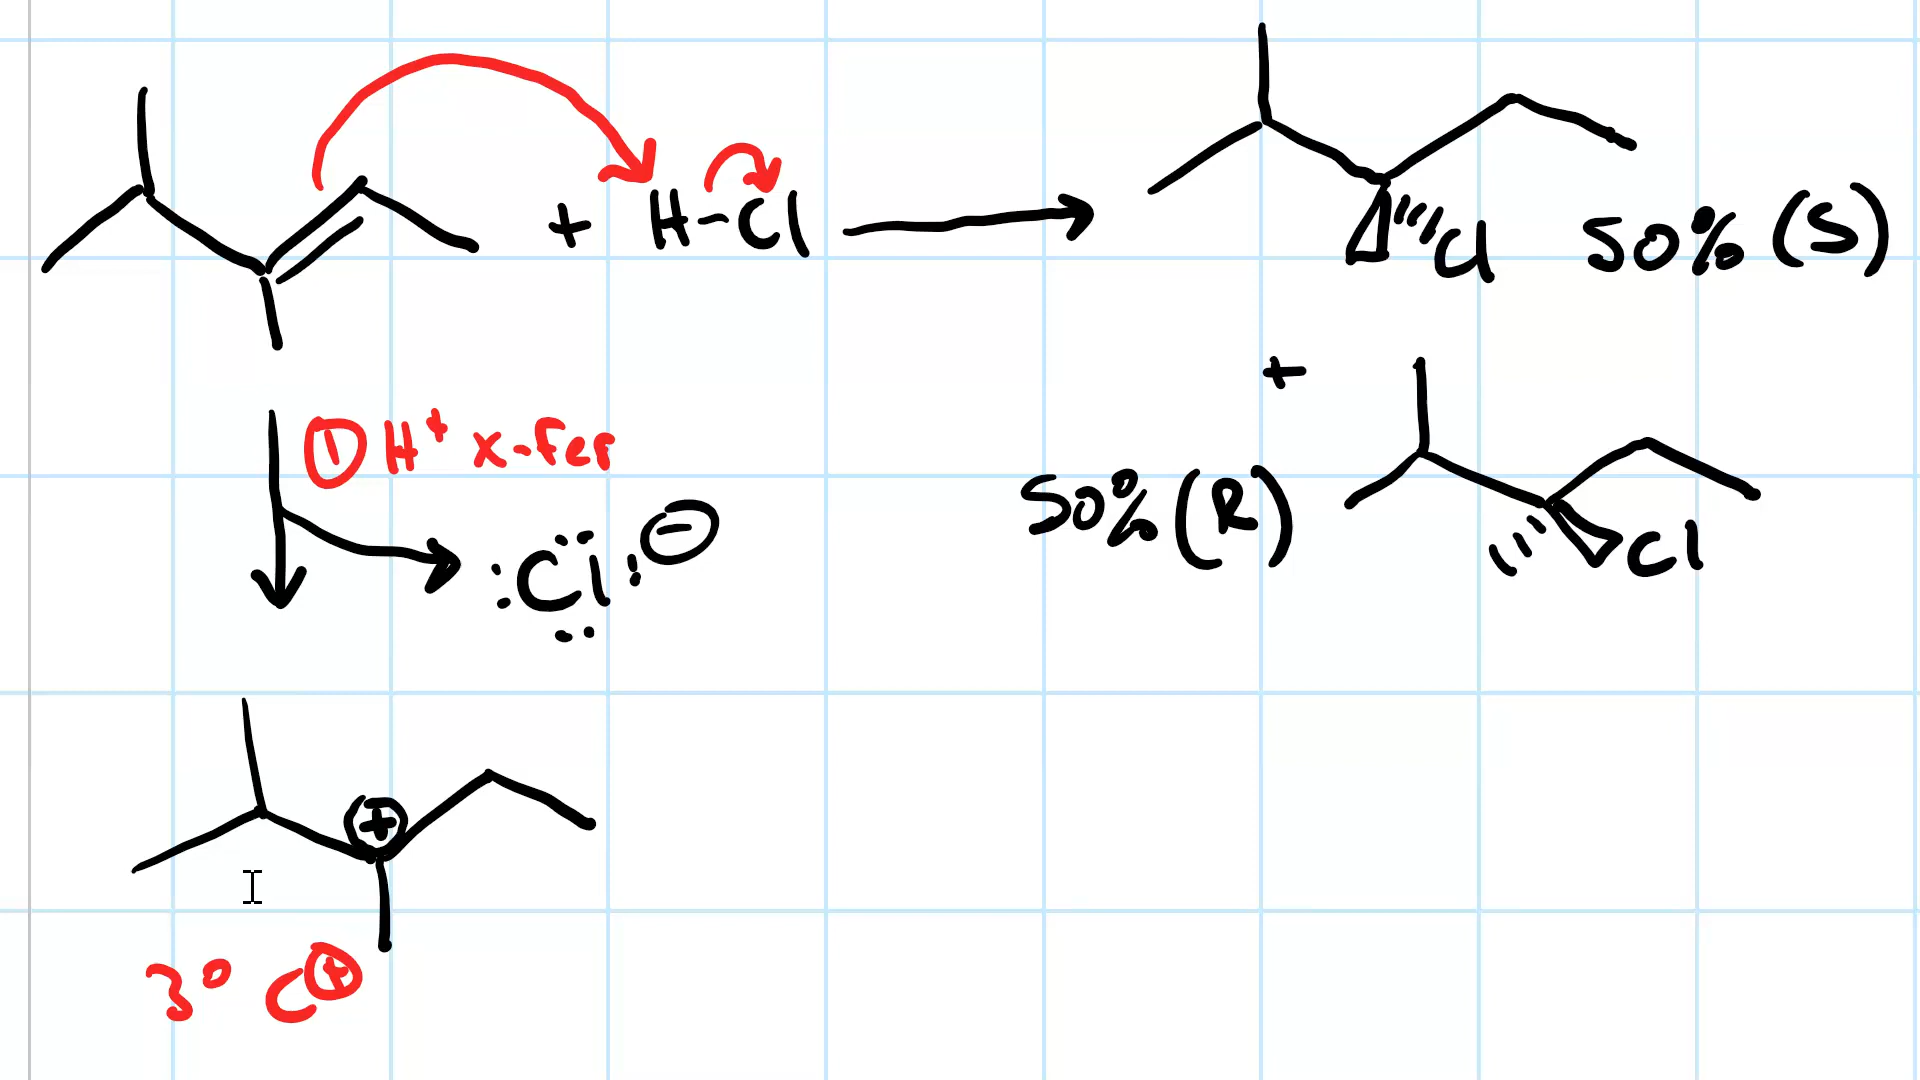 + H-Cl
Cl 50% (S)
+
50% (R) Cl
① H⁺ x-fer
:Cl: ⊖
⊕
3° C⊕